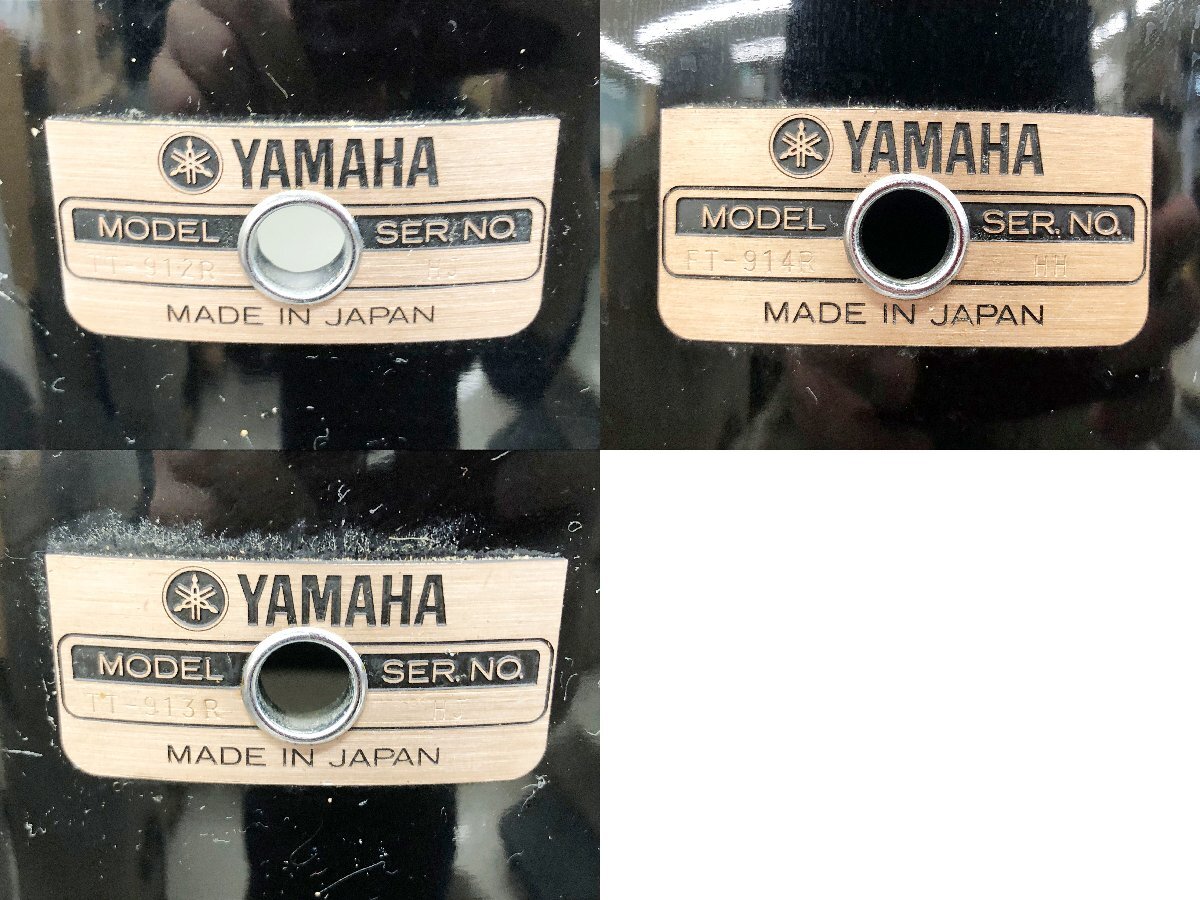 YAMAHA
MODEL SER. NO.
TT-912R HJ
MADE IN JAPAN
YAMAHA
MODEL SER. NO.
FT-914R HH
MADE IN JAPAN
YAMAHA
MODEL SER. NO.
TT-913R HJ
MADE IN JAPAN